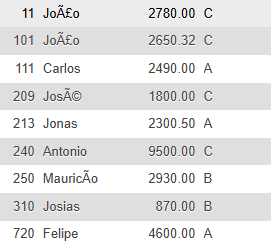 11 JoÃ£o 2780.00 C
101 JoÃ£o 2650.32 C
111 Carlos 2490.00 A
209 JosÃ© 1800.00 C
213 Jonas 2300.50 A
240 Antonio 9500.00 C
250 MauricÃo 2930.00 B
310 Josias 870.00 B
720 Felipe 4600.00 A